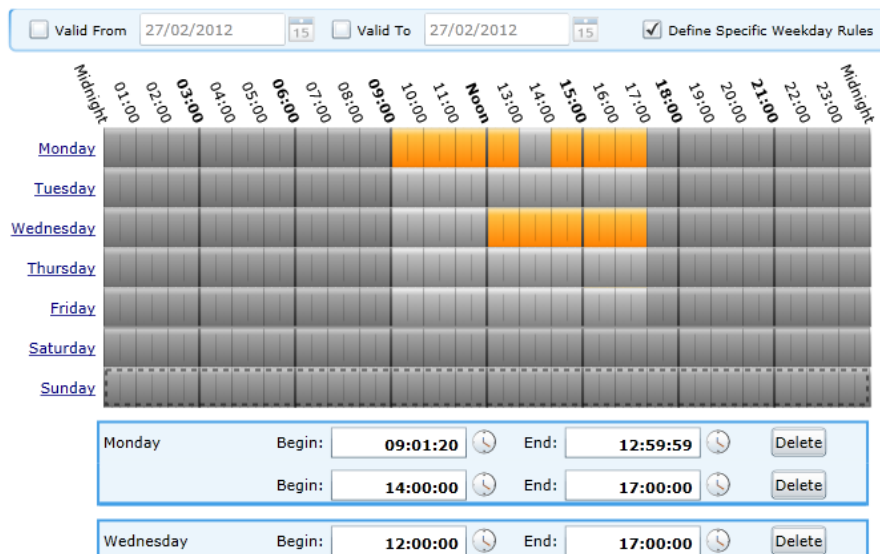 Valid From 27/02/2012 15 Valid To 27/02/2012 15 Define Specific Weekday Rules
Midnight 01:00 02:00 03:00 04:00 05:00 06:00 07:00 08:00 09:00 10:00 11:00 Noon 13:00 14:00 15:00 16:00 17:00 18:00 19:00 20:00 21:00 22:00 23:00 Midnight
Monday
Tuesday
Wednesday
Thursday
Friday
Saturday
Sunday
Monday Begin: 09:01:20 End: 12:59:59 Delete
Begin: 14:00:00 End: 17:00:00 Delete
Wednesday Begin: 12:00:00 End: 17:00:00 Delete